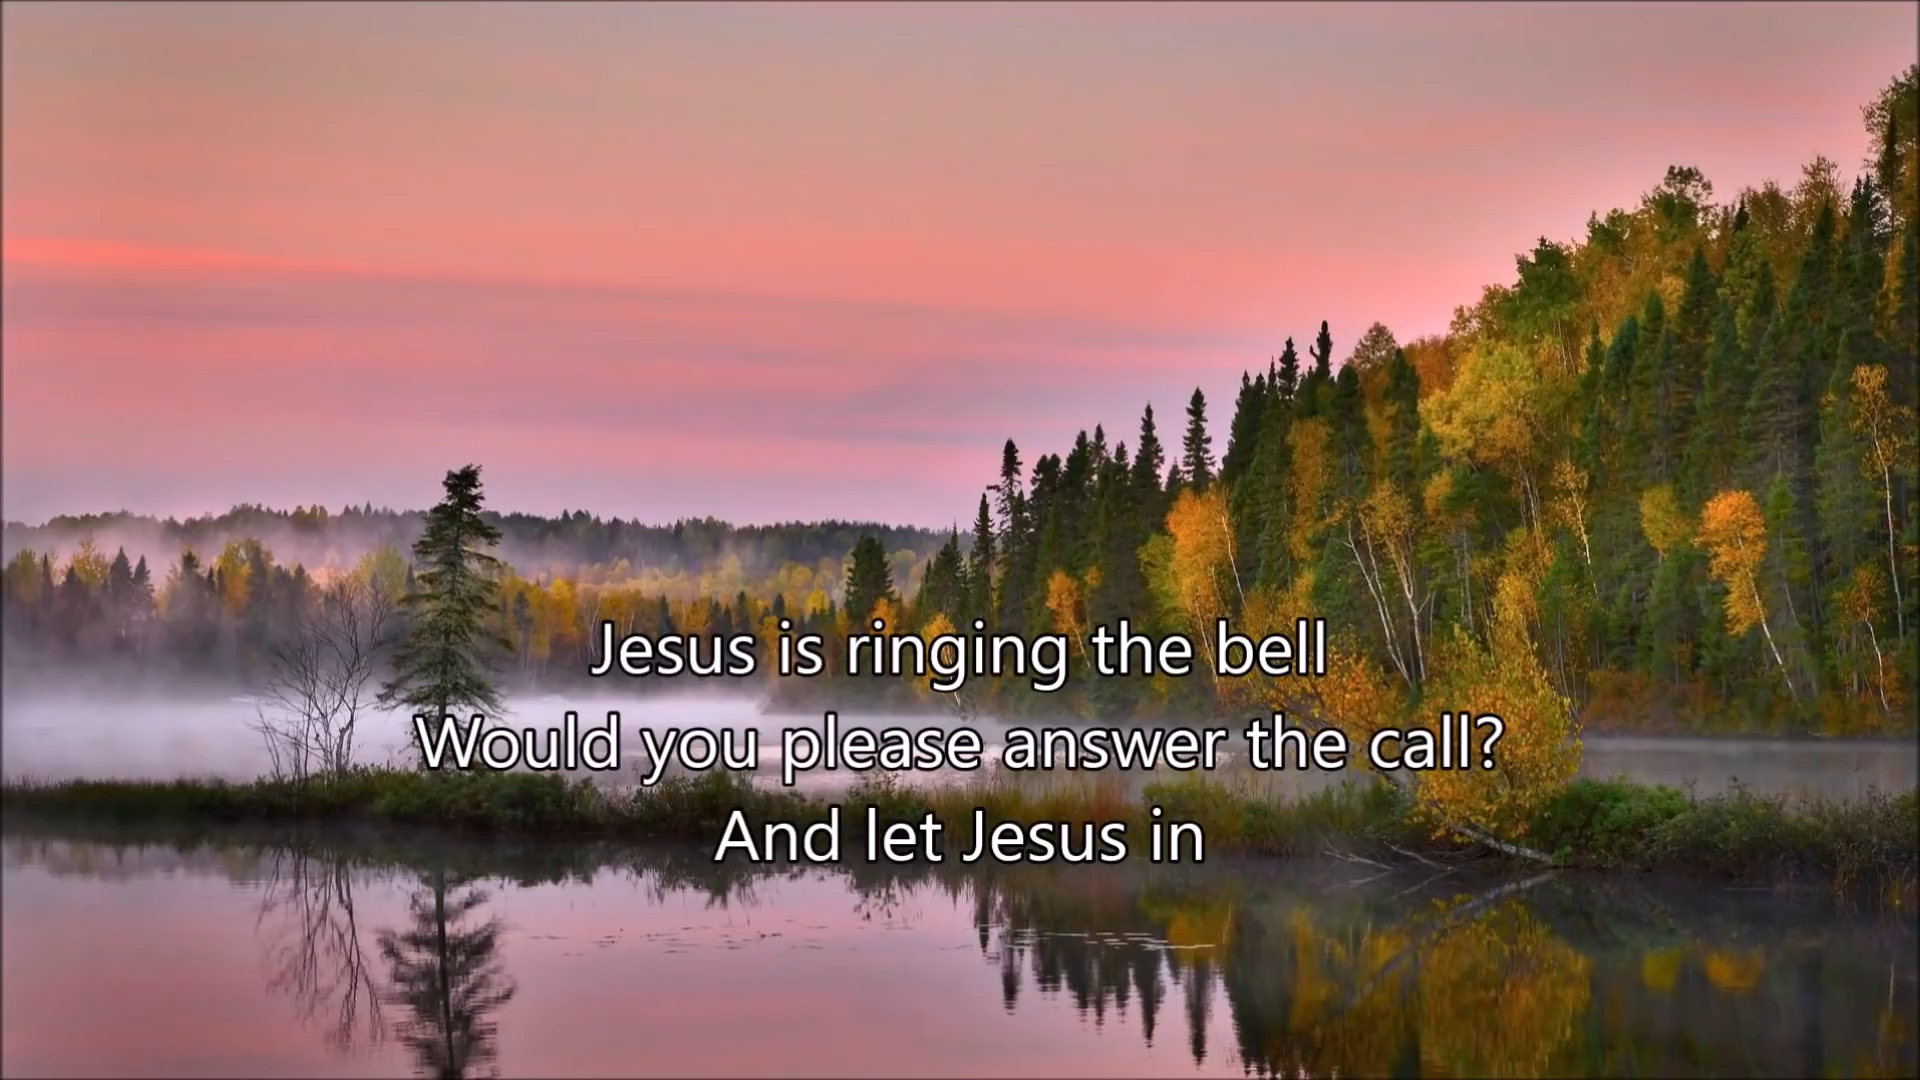 Jesus is ringing the bell
Would you please answer the call?
And let Jesus in